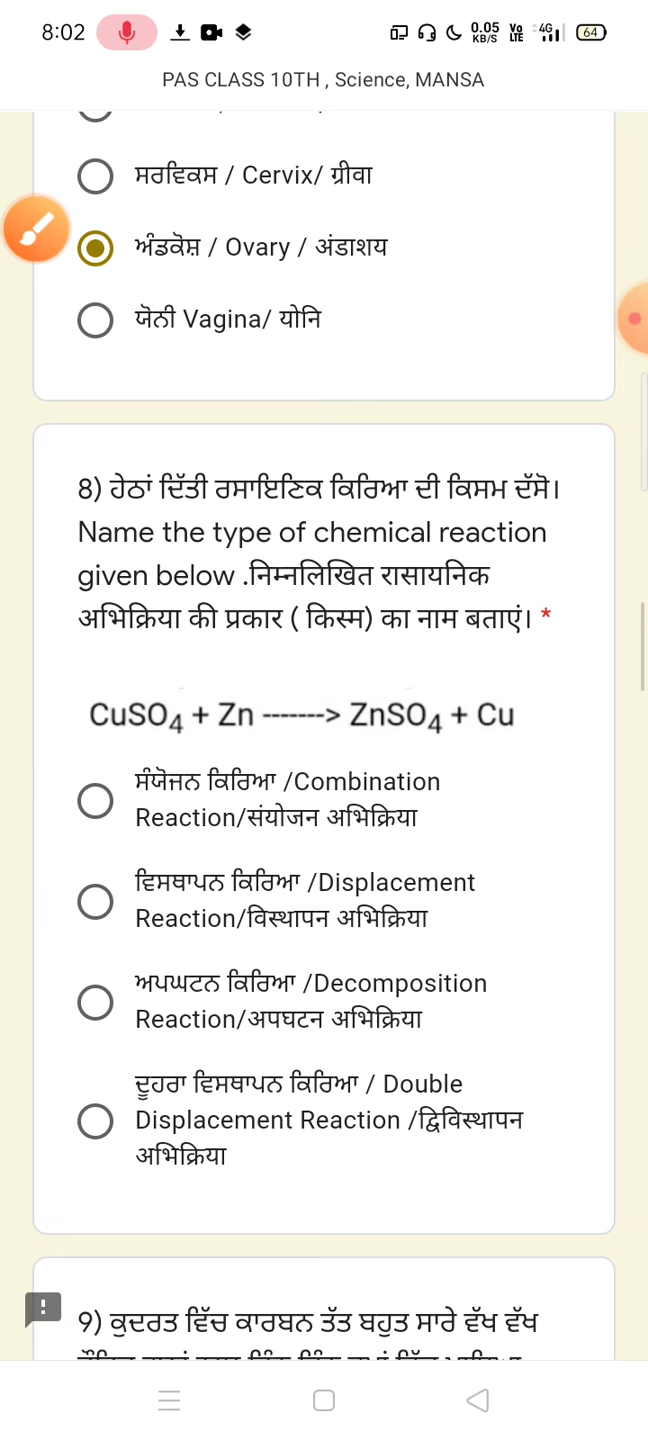 8:02
0.05 KB/S
Vo LTE
4G
64
PAS CLASS 10TH , Science, MANSA
ਸਰਵਿਕਸ / Cervix/ ग्रीवा
ਅੰਡਕੋਸ਼ / Ovary / अंडाशय
ਯੋਨੀ Vagina/ योनि
8) ਹੇਠਾਂ ਦਿੱਤੀ ਰਸਾਇਣਿਕ ਕਿਰਿਆ ਦੀ ਕਿਸਮ ਦੱਸੋ।
Name the type of chemical reaction
given below .निम्नलिखित रासायनिक
अभिक्रिया की प्रकार ( किस्म) का नाम बताएं। *
CuSO₄ + Zn -------> ZnSO₄ + Cu
ਸੰਯੋਜਨ ਕਿਰਿਆ /Combination
Reaction/संयोजन अभिक्रिया
ਵਿਸਥਾਪਨ ਕਿਰਿਆ /Displacement
Reaction/विस्थापन अभिक्रिया
ਅਪਘਟਨ ਕਿਰਿਆ /Decomposition
Reaction/अपघटन अभिक्रिया
ਦੂਹਰਾ ਵਿਸਥਾਪਨ ਕਿਰਿਆ / Double
Displacement Reaction /द्विविस्थापन
अभिक्रिया
9) ਕੁਦਰਤ ਵਿੱਚ ਕਾਰਬਨ ਤੱਤ ਬਹੁਤ ਸਾਰੇ ਵੱਖ ਵੱਖ